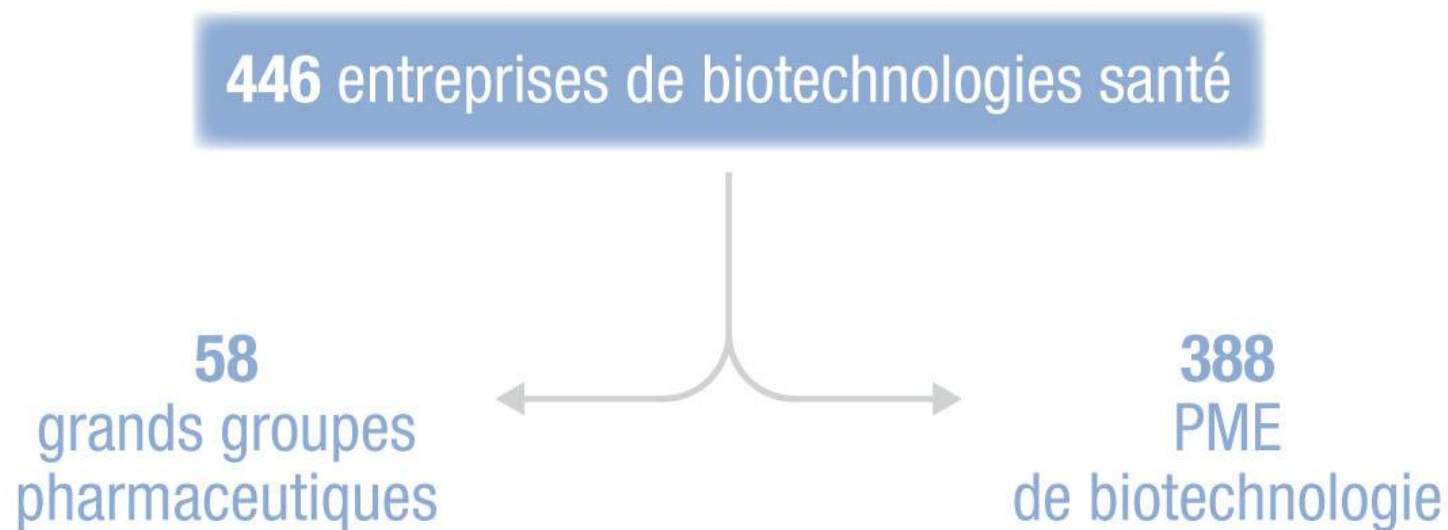 446 entreprises de biotechnologies santé
58
grands groupes
pharmaceutiques
388
PME
de biotechnologie